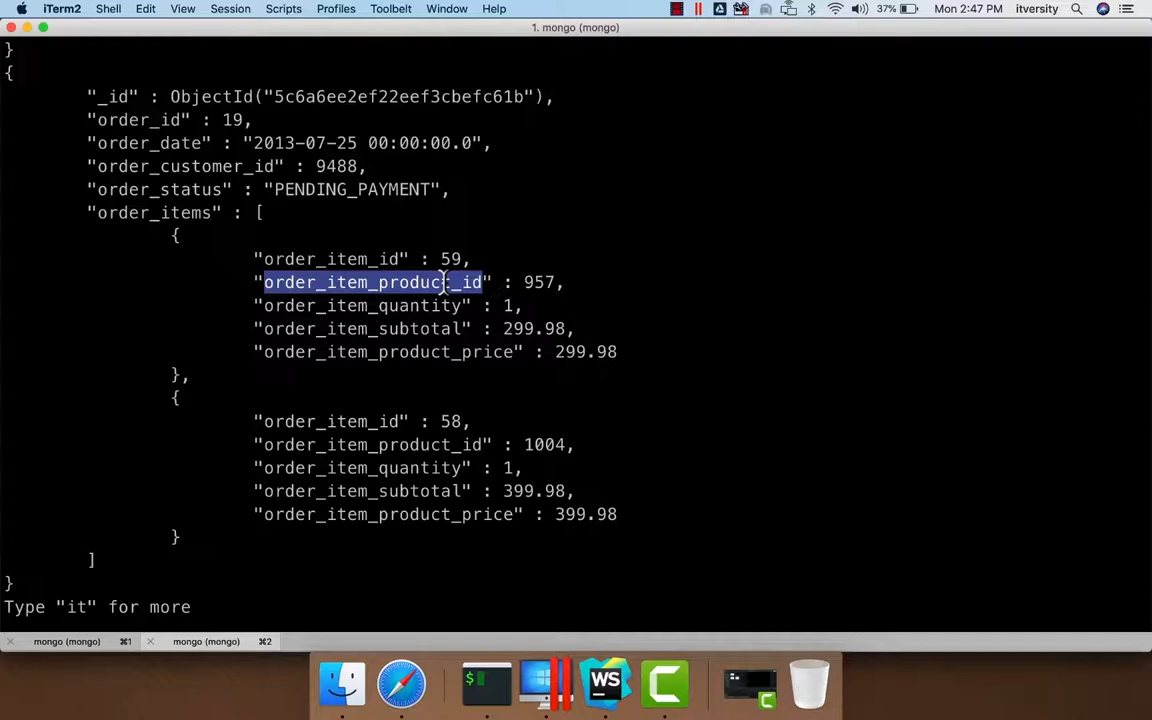 iTerm2 Shell Edit View Session Scripts Profiles Toolbelt Window Help 37% Mon 2:47 PM itversity
1. mongo (mongo)
}
{
"_id" : ObjectId("5c6a6ee2ef22eef3cbefc61b"),
"order_id" : 19,
"order_date" : "2013-07-25 00:00:00.0",
"order_customer_id" : 9488,
"order_status" : "PENDING_PAYMENT",
"order_items" : [
{
"order_item_id" : 59,
"order_item_product_id" : 957,
"order_item_quantity" : 1,
"order_item_subtotal" : 299.98,
"order_item_product_price" : 299.98
},
{
"order_item_id" : 58,
"order_item_product_id" : 1004,
"order_item_quantity" : 1,
"order_item_subtotal" : 399.98,
"order_item_product_price" : 399.98
}
]
}
Type "it" for more
mongo (mongo) ⌘1 mongo (mongo) ⌘2
$ WS C C